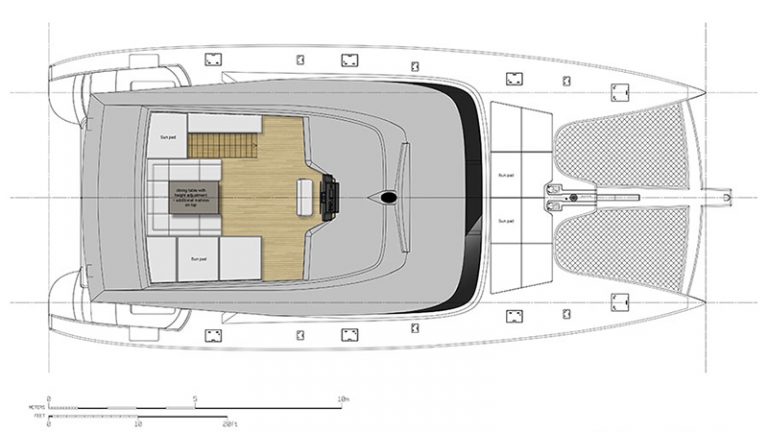 Sun pad
dining table with
height adjustment
+ additional matress
on top
Sun pad
Sun pad
Sun pad
0
5
10m
METERS
FEET
0
10
20ft